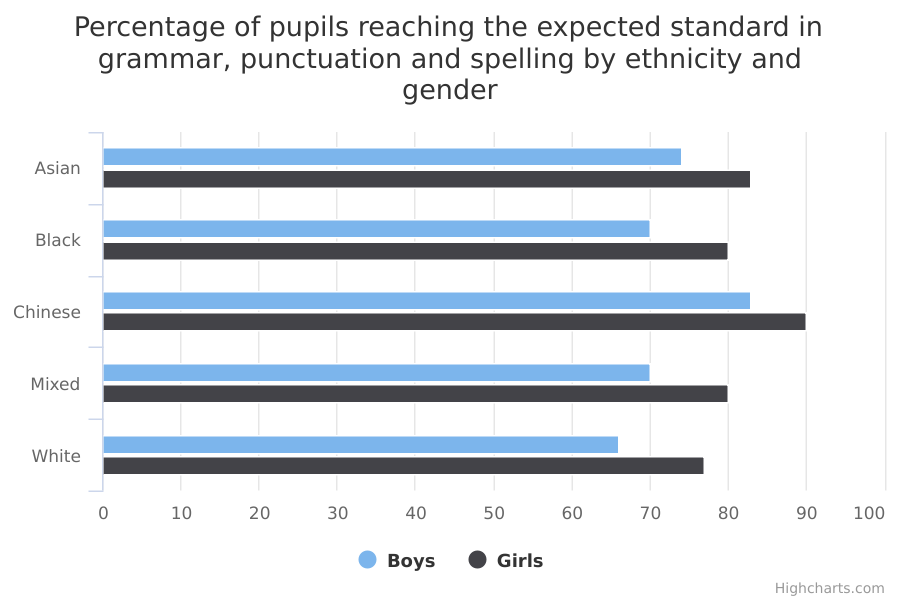 Percentage of pupils reaching the expected standard in
grammar, punctuation and spelling by ethnicity and
gender
Asian
Black
Chinese
Mixed
White
0 10 20 30 40 50 60 70 80 90 100
Boys Girls
Highcharts.com